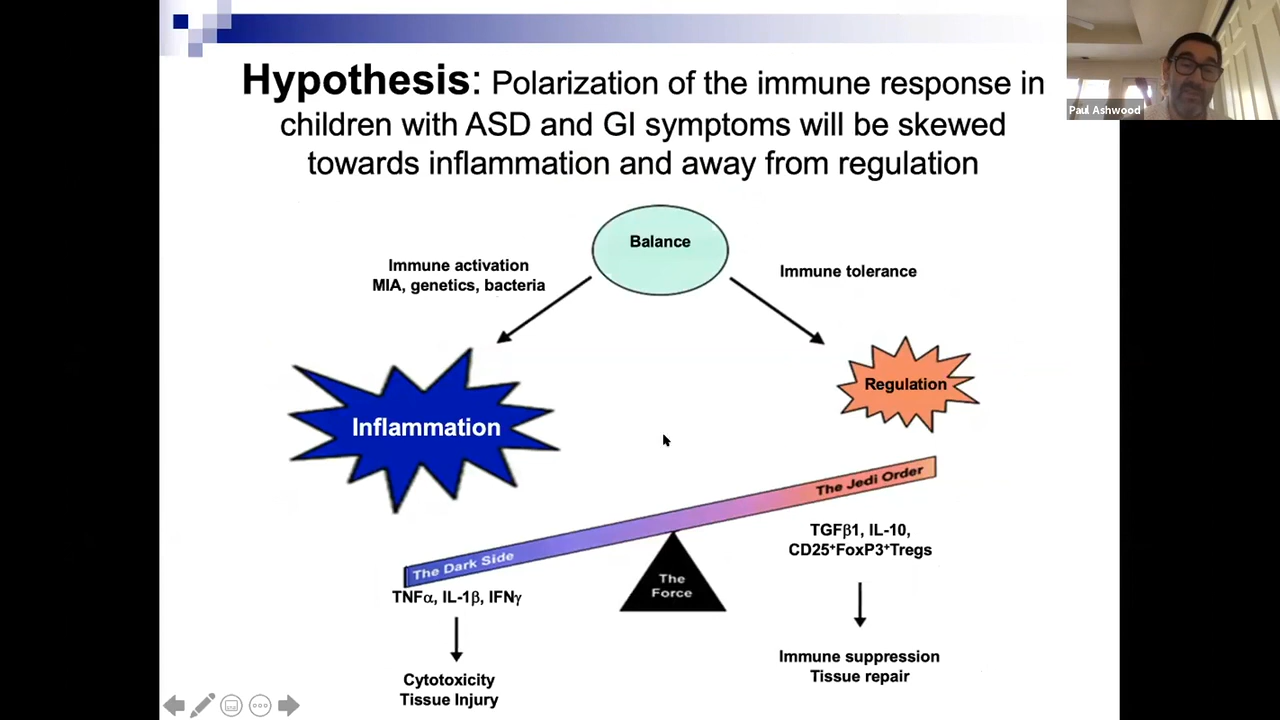 Hypothesis: Polarization of the immune response in
children with ASD and GI symptoms will be skewed
towards inflammation and away from regulation
Paul Ashwood
Balance
Immune activation
MIA, genetics, bacteria
Immune tolerance
Inflammation
Regulation
The Dark Side
The Jedi Order
The
Force
TNFα, IL-1β, IFNγ
Cytotoxicity
Tissue Injury
TGFβ1, IL-10,
CD25⁺FoxP3⁺Tregs
Immune suppression
Tissue repair